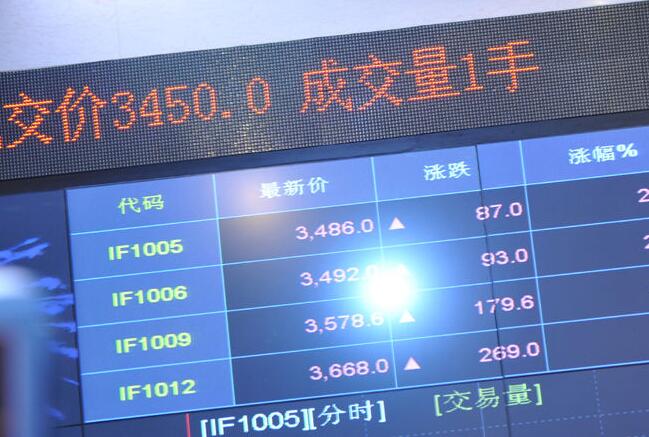 交价3450.0 成交量1手
代码 最新价 涨跌 涨幅%
IF1005 3,486.0 ▲ 87.0 2
IF1006 3,492.0 93.0
IF1009 3,578.6 ▲ 179.6
IF1012 3,668.0 ▲ 269.0
[IF1005][分时] [交易量]